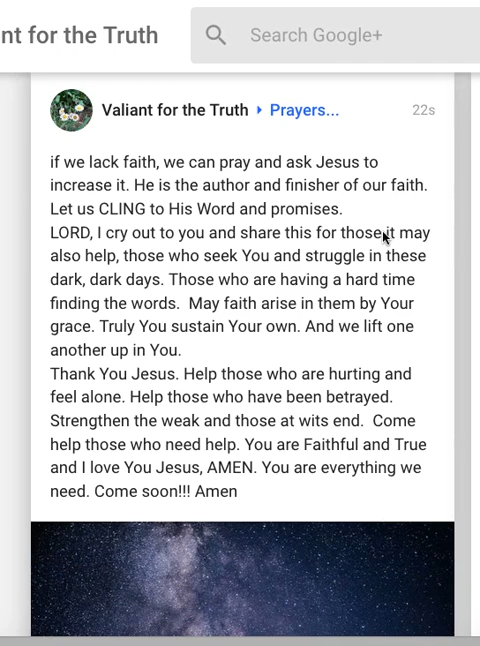 nt for the Truth
Search Google+
Valiant for the Truth ‣ Prayers...
22s
if we lack faith, we can pray and ask Jesus to
increase it. He is the author and finisher of our faith.
Let us CLING to His Word and promises.
LORD, I cry out to you and share this for those it may
also help, those who seek You and struggle in these
dark, dark days. Those who are having a hard time
finding the words.  May faith arise in them by Your
grace. Truly You sustain Your own. And we lift one
another up in You.
Thank You Jesus. Help those who are hurting and
feel alone. Help those who have been betrayed.
Strengthen the weak and those at wits end.  Come
help those who need help. You are Faithful and True
and I love You Jesus, AMEN. You are everything we
need. Come soon!!! Amen